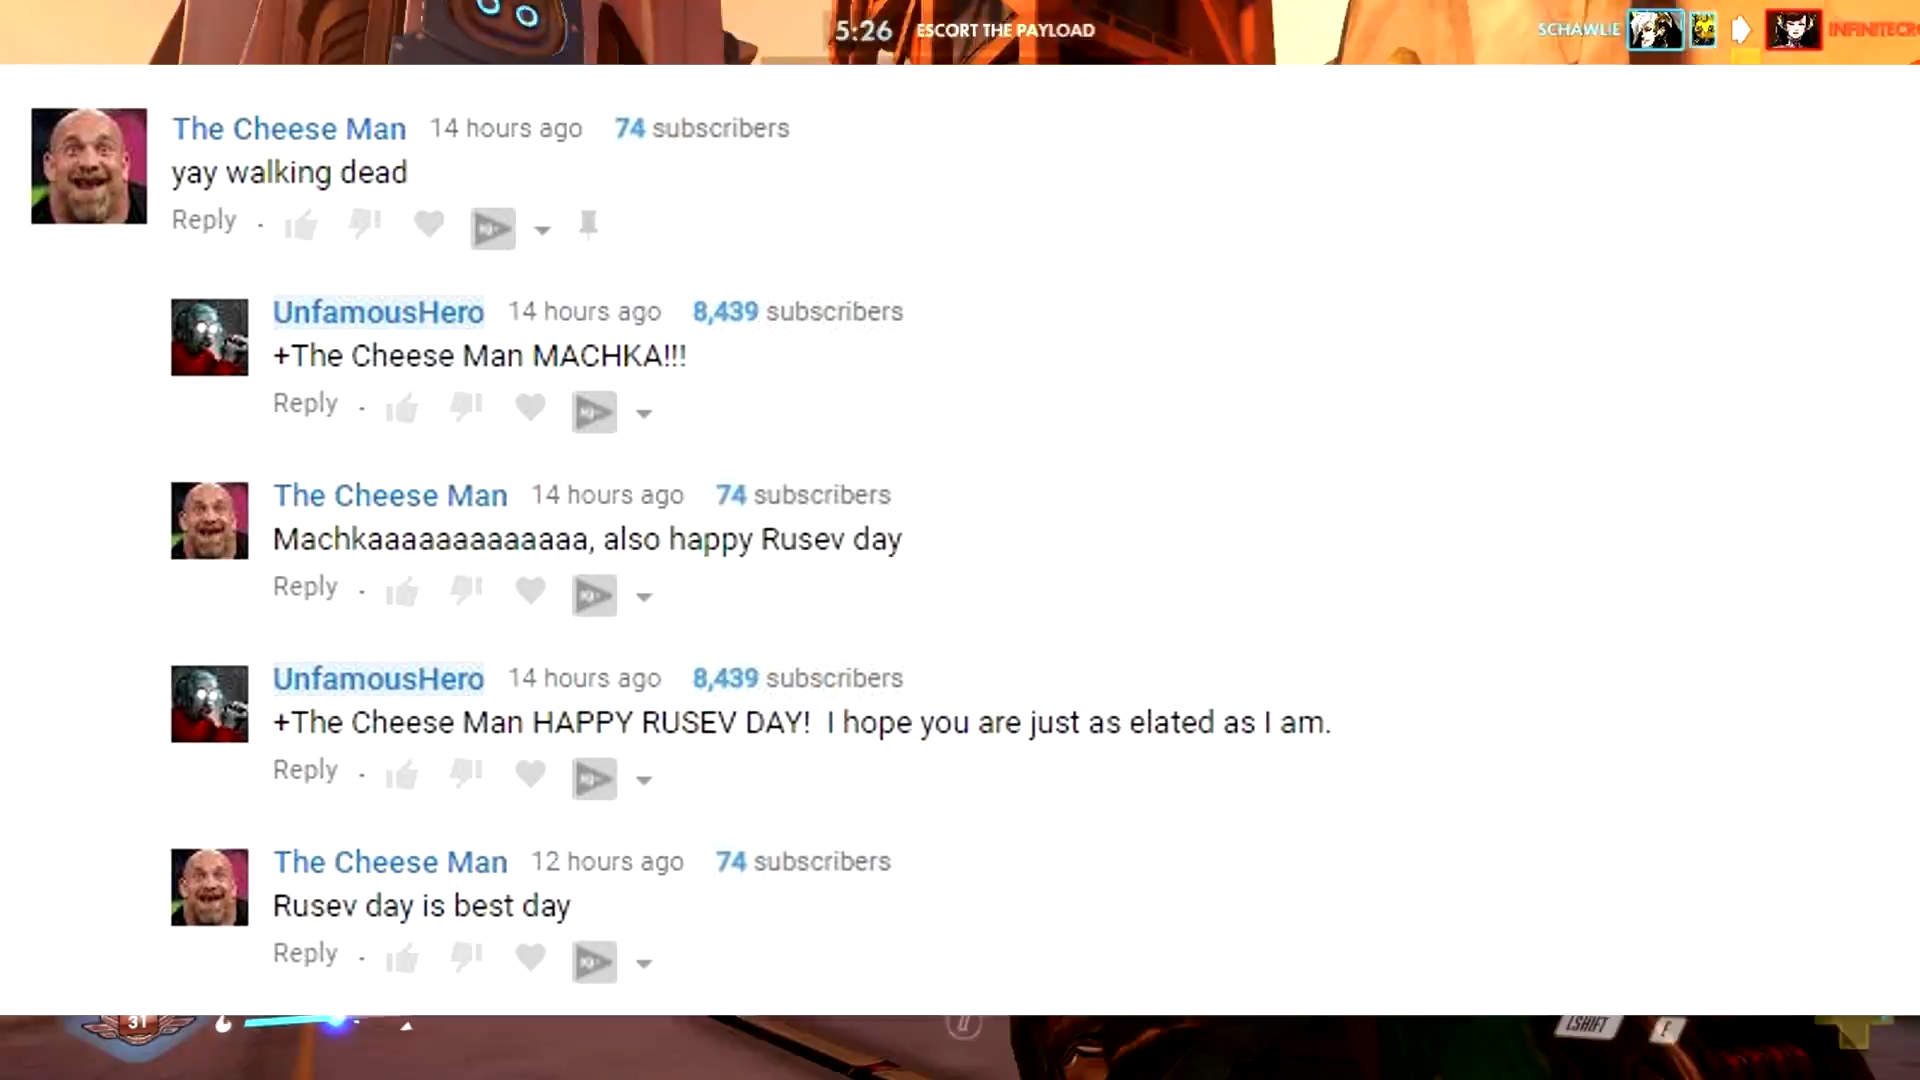 5:26 ESCORT THE PAYLOAD
SCHAWLIE
The Cheese Man 14 hours ago 74 subscribers
yay walking dead
Reply .
UnfamousHero 14 hours ago 8,439 subscribers
+The Cheese Man MACHKA!!!
Reply .
The Cheese Man 14 hours ago 74 subscribers
Machkaaaaaaaaaaaaa, also happy Rusev day
Reply .
UnfamousHero 14 hours ago 8,439 subscribers
+The Cheese Man HAPPY RUSEV DAY!  I hope you are just as elated as I am.
Reply .
The Cheese Man 12 hours ago 74 subscribers
Rusev day is best day
Reply .
31
LSHIFT